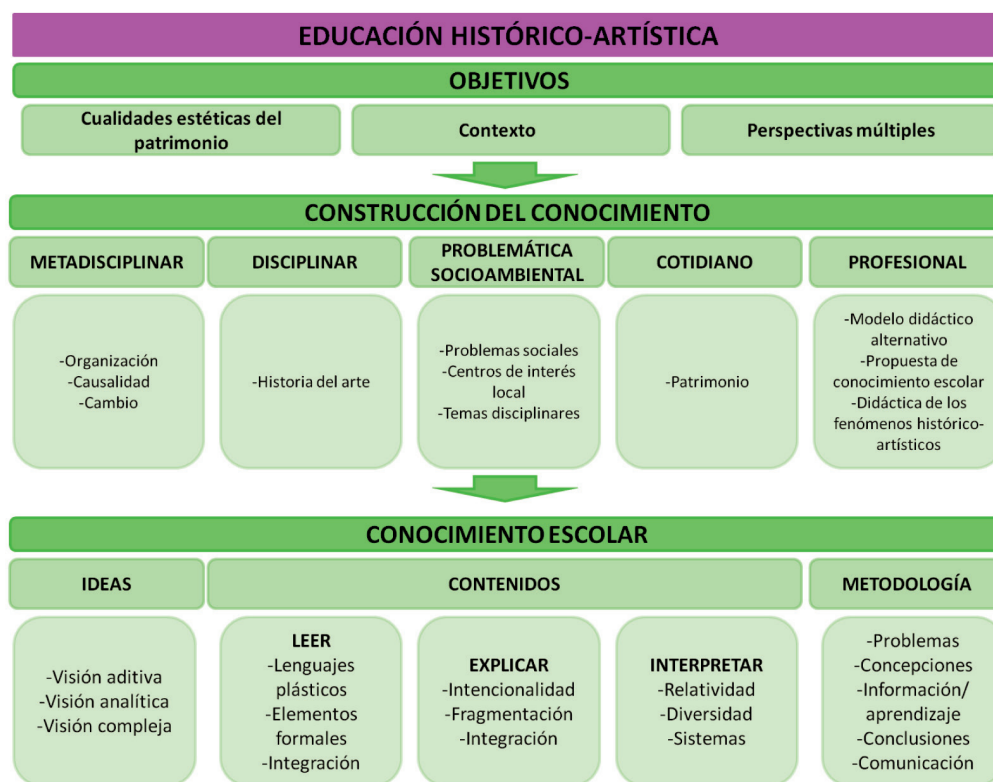 EDUCACIÓN HISTÓRICO-ARTÍSTICA
OBJETIVOS
Cualidades estéticas del
patrimonio
Contexto
Perspectivas múltiples
CONSTRUCCIÓN DEL CONOCIMIENTO
METADISCIPLINAR
-Organización
-Causalidad
-Cambio
DISCIPLINAR
-Historia del arte
PROBLEMÁTICA
SOCIOAMBIENTAL
-Problemas sociales
-Centros de interés
local
-Temas disciplinares
COTIDIANO
-Patrimonio
PROFESIONAL
-Modelo didáctico
alternativo
-Propuesta de
conocimiento escolar
-Didáctica de los
fenómenos histórico-
artísticos
CONOCIMIENTO ESCOLAR
IDEAS
-Visión aditiva
-Visión analítica
-Visión compleja
CONTENIDOS
LEER
-Lenguajes
plásticos
-Elementos
formales
-Integración
EXPLICAR
-Intencionalidad
-Fragmentación
-Integración
INTERPRETAR
-Relatividad
-Diversidad
-Sistemas
METODOLOGÍA
-Problemas
-Concepciones
-Información/
aprendizaje
-Conclusiones
-Comunicación